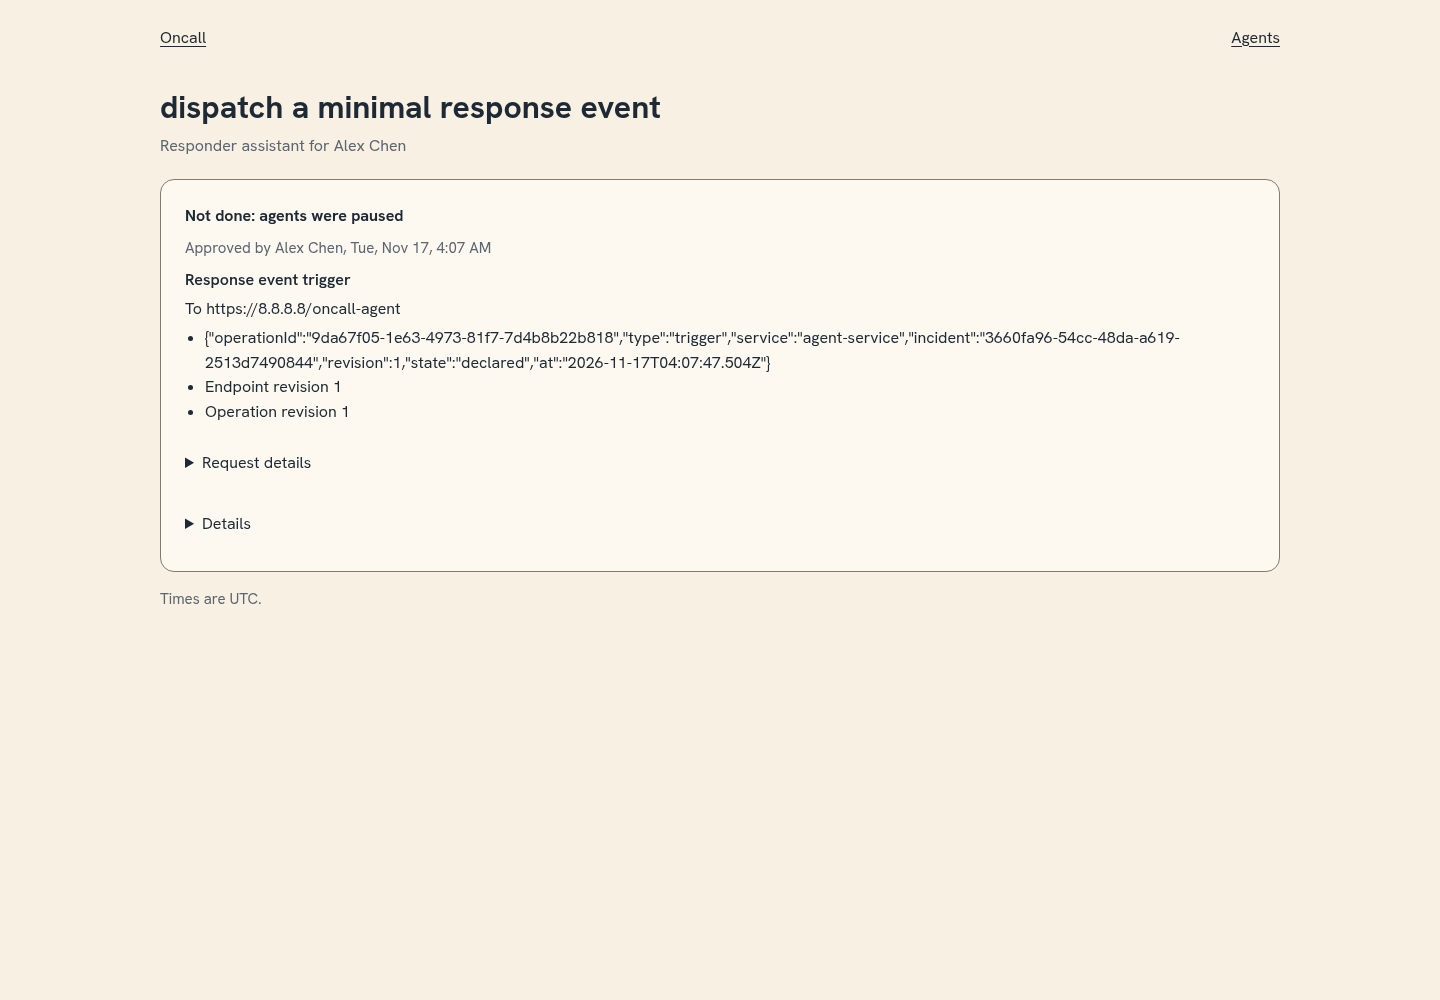 Oncall
Agents
dispatch a minimal response event
Responder assistant for Alex Chen
Not done: agents were paused
Approved by Alex Chen, Tue, Nov 17, 4:07 AM
Response event trigger
To https://8.8.8.8/oncall-agent
{"operationId":"9da67f05-1e63-4973-81f7-7d4b8b22b818","type":"trigger","service":"agent-service","incident":"3660fa96-54cc-48da-a619-
2513d7490844","revision":1,"state":"declared","at":"2026-11-17T04:07:47.504Z"}
Endpoint revision 1
Operation revision 1
Request details
Details
Times are UTC.